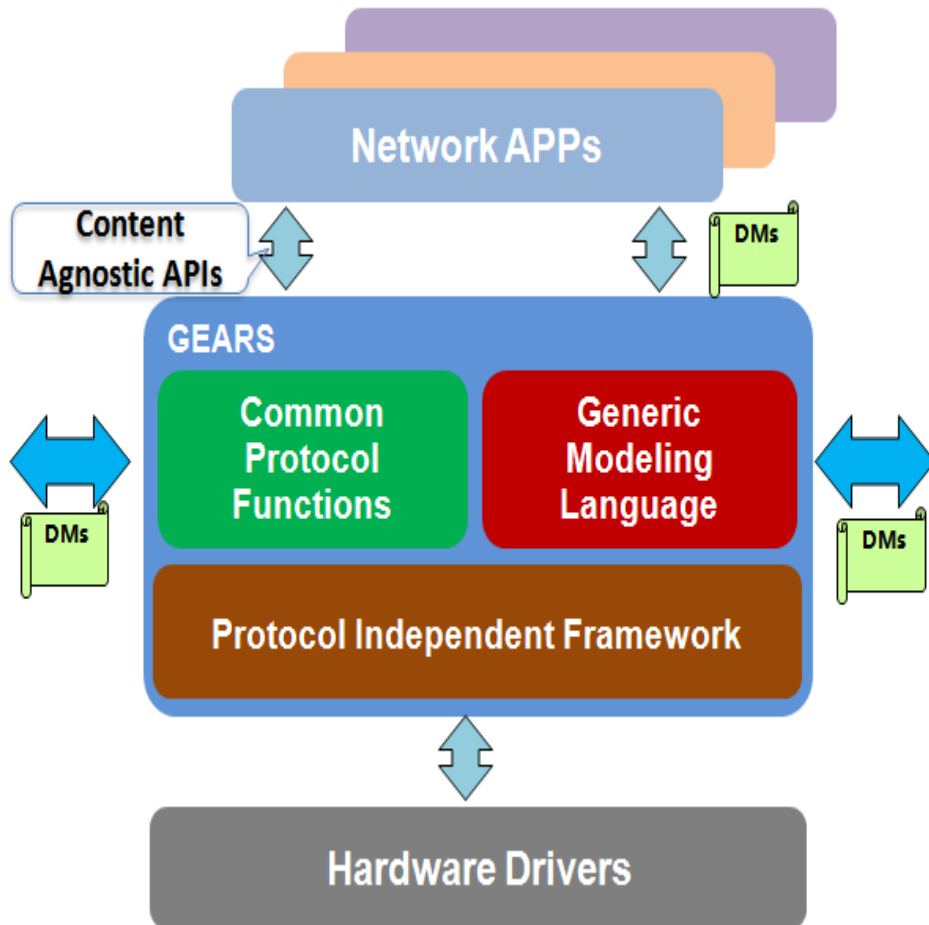 Network APPs
Content
Agnostic APIs
DMs
GEARS
Common
Protocol
Functions
Generic
Modeling
Language
DMs
DMs
Protocol Independent Framework
Hardware Drivers